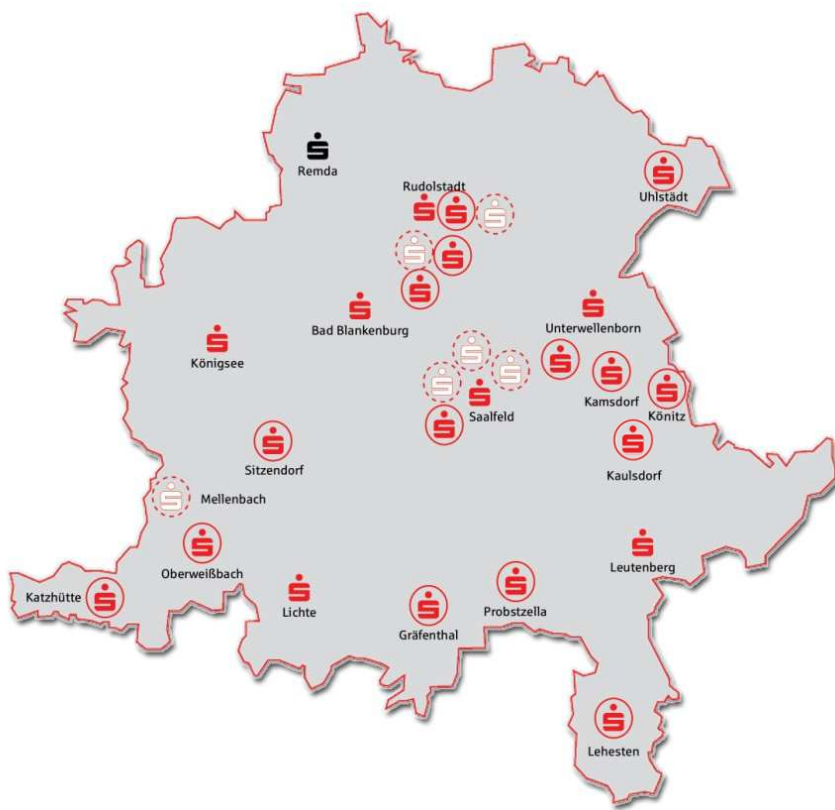 Remda
Rudolstadt
Uhlstädt
Bad Blankenburg
Unterwellenborn
Königsee
Kamsdorf
Könitz
Saalfeld
Sitzendorf
Kaulsdorf
Mellenbach
Oberweißbach
Leutenberg
Katzhütte
Lichte
Gräfenthal
Probstzella
Lehesten